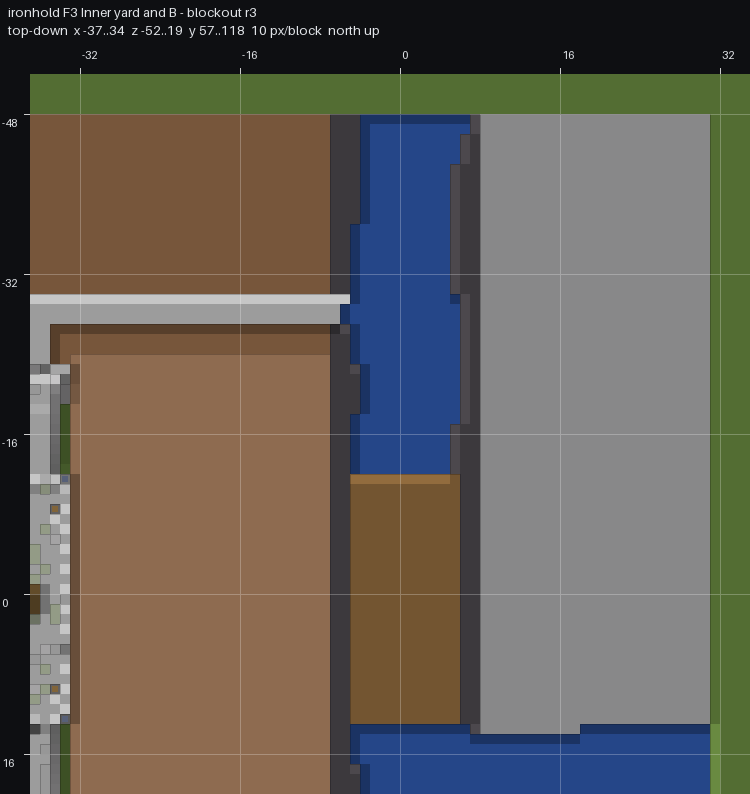 ironhold F3 Inner yard and B - blockout r3
top-down x -37..34 z -52..19 y 57..118 10 px/block north up
-32 -16 0 16 32
-48
-32
-16
0
16